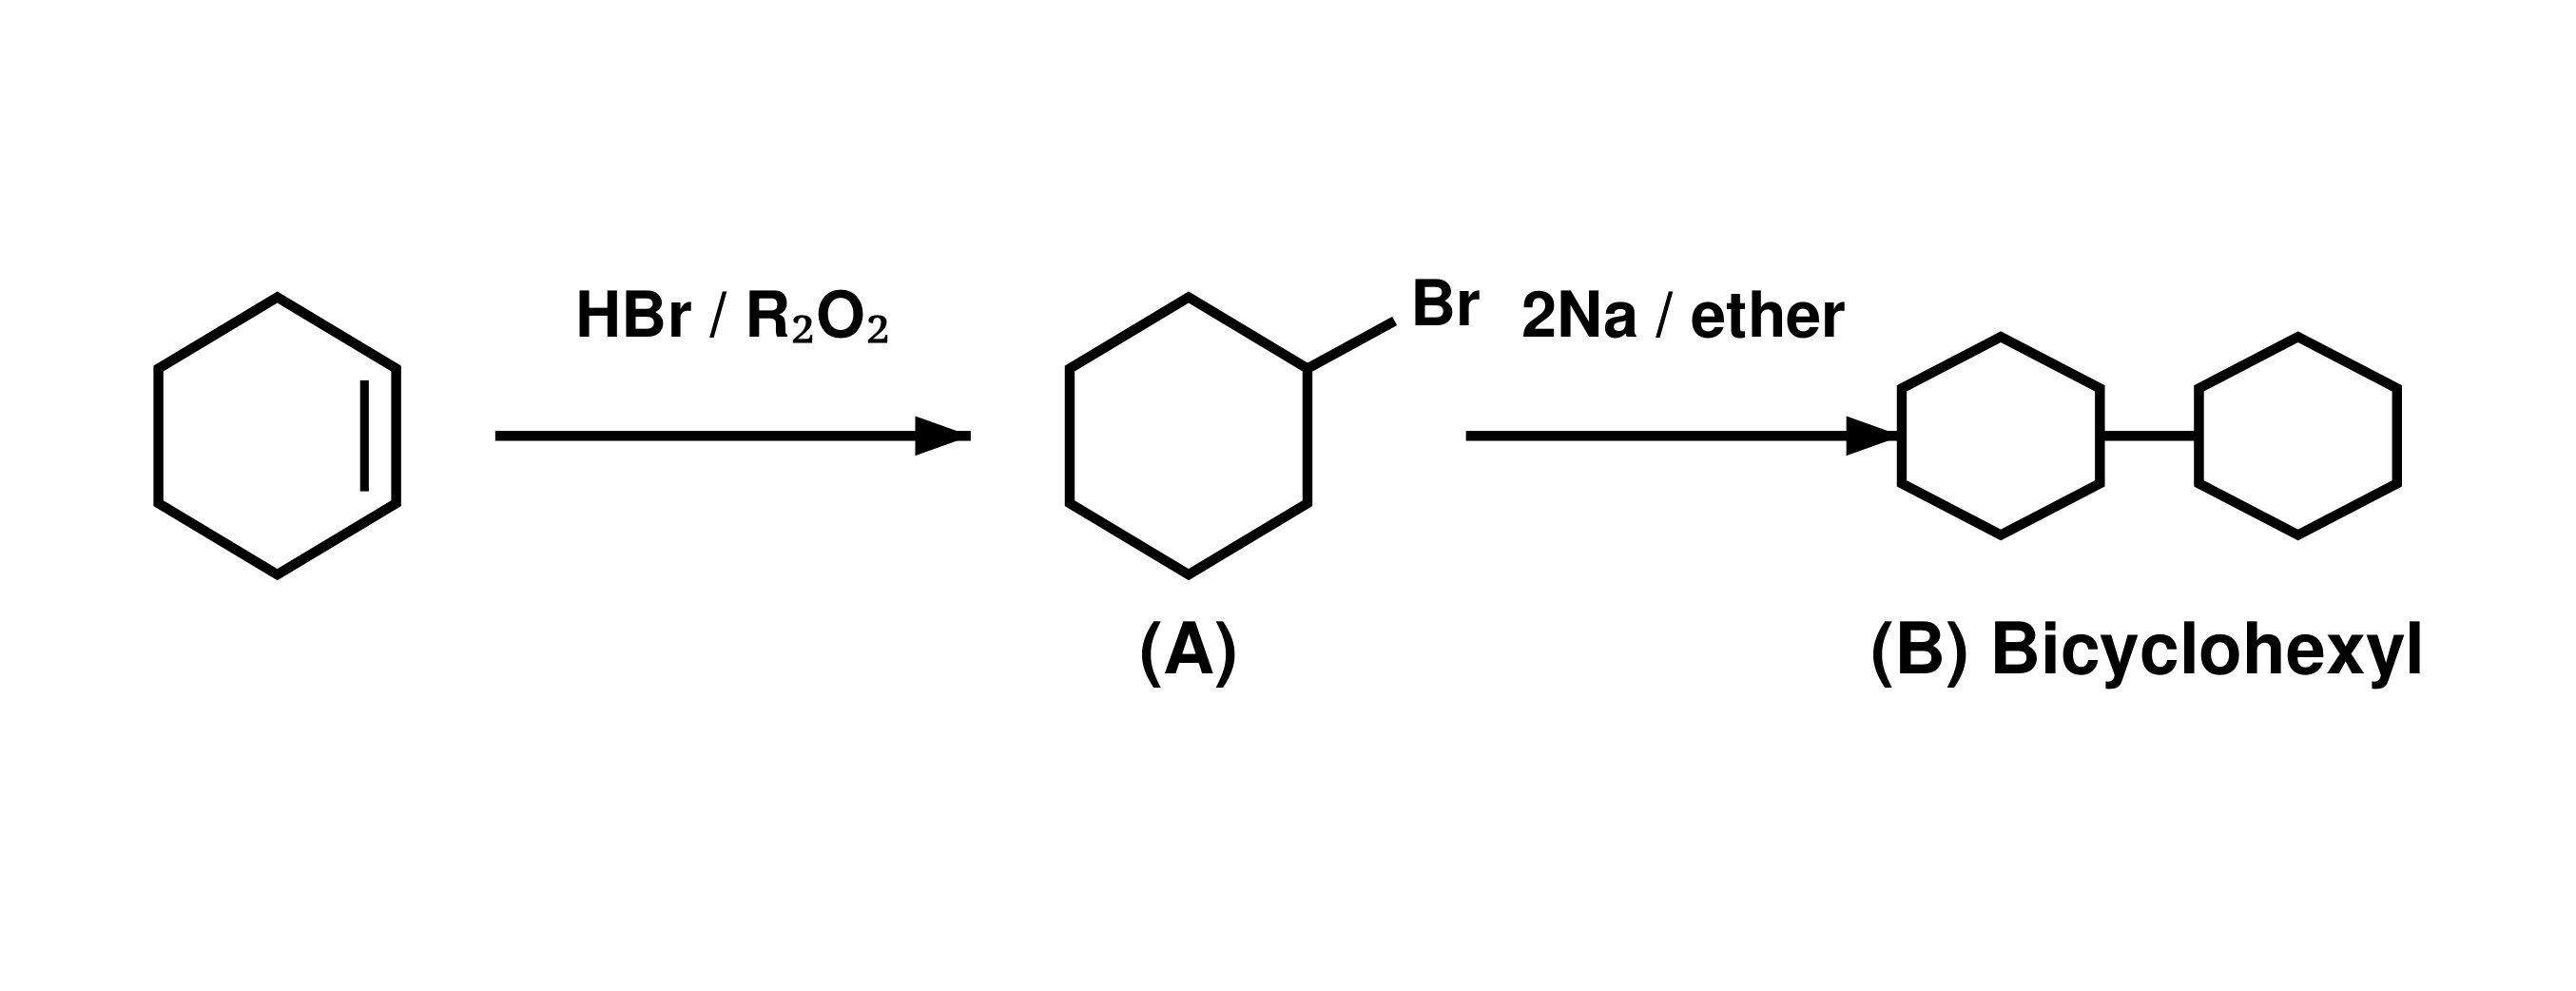 HBr / R₂O₂
Br
2Na / ether
(A)
(B) Bicyclohexyl